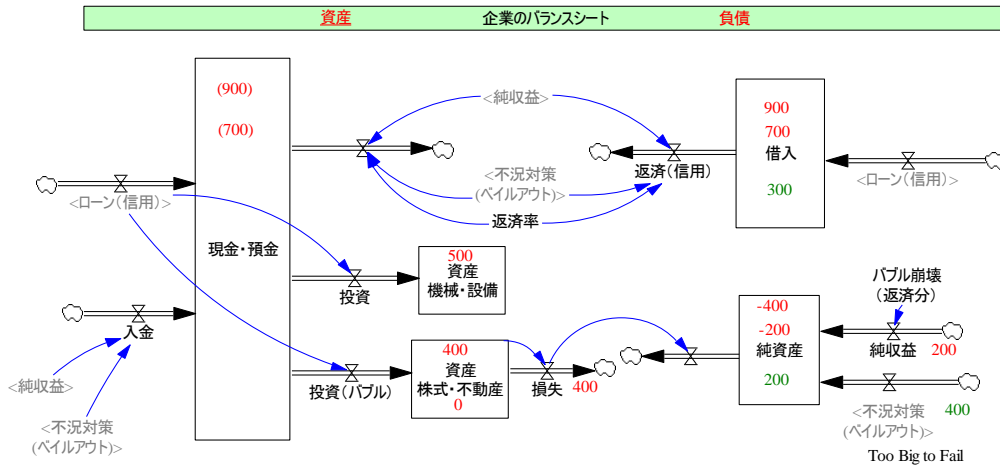 資産 企業のバランスシート 負債
(900)
(700)
<純収益>
900
700
借入
300
返済(信用)
<不況対策
(ベイルアウト)>
返済率
<ローン(信用)>
<ローン(信用)>
現金・預金
500
資産
機械・設備
投資
バブル崩壊
(返済分)
-400
-200
純資産
200
純収益
200
入金
400
資産
株式・不動産
0
投資(バブル)
損失
400
<純収益>
<不況対策
(ベイルアウト)>
<不況対策
(ベイルアウト)>
400
Too Big to Fail